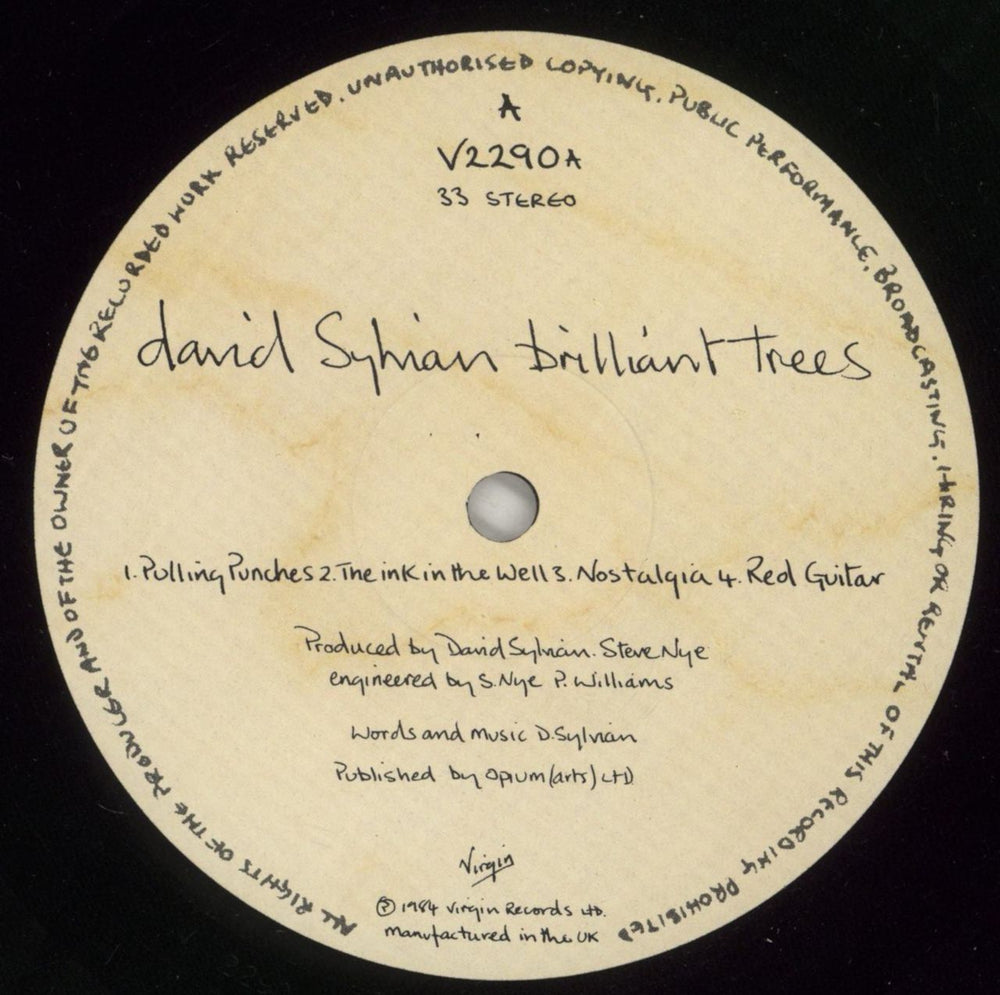 A
V2290A
33 STEREO
david Sylvian brilliant trees
1. Pulling Punches 2. The ink in the Well 3. Nostalgia 4. Red Guitar
Produced by David Sylvian. Steve Nye
engineered by S. Nye P. Williams
Words and Music D. Sylvian
Published by opium (arts) LTD
Virgin
Ⓟ 1984 Virgin Records LTD.
manufactured in the UK
ALL RIGHTS OF THE PRODUCER AND OF THE OWNER OF THE RECORDED WORK RESERVED. UNAUTHORISED COPYING, PUBLIC PERFORMANCE, BROADCASTING, HIRING OR RENTAL OF THIS RECORDING PROHIBITED